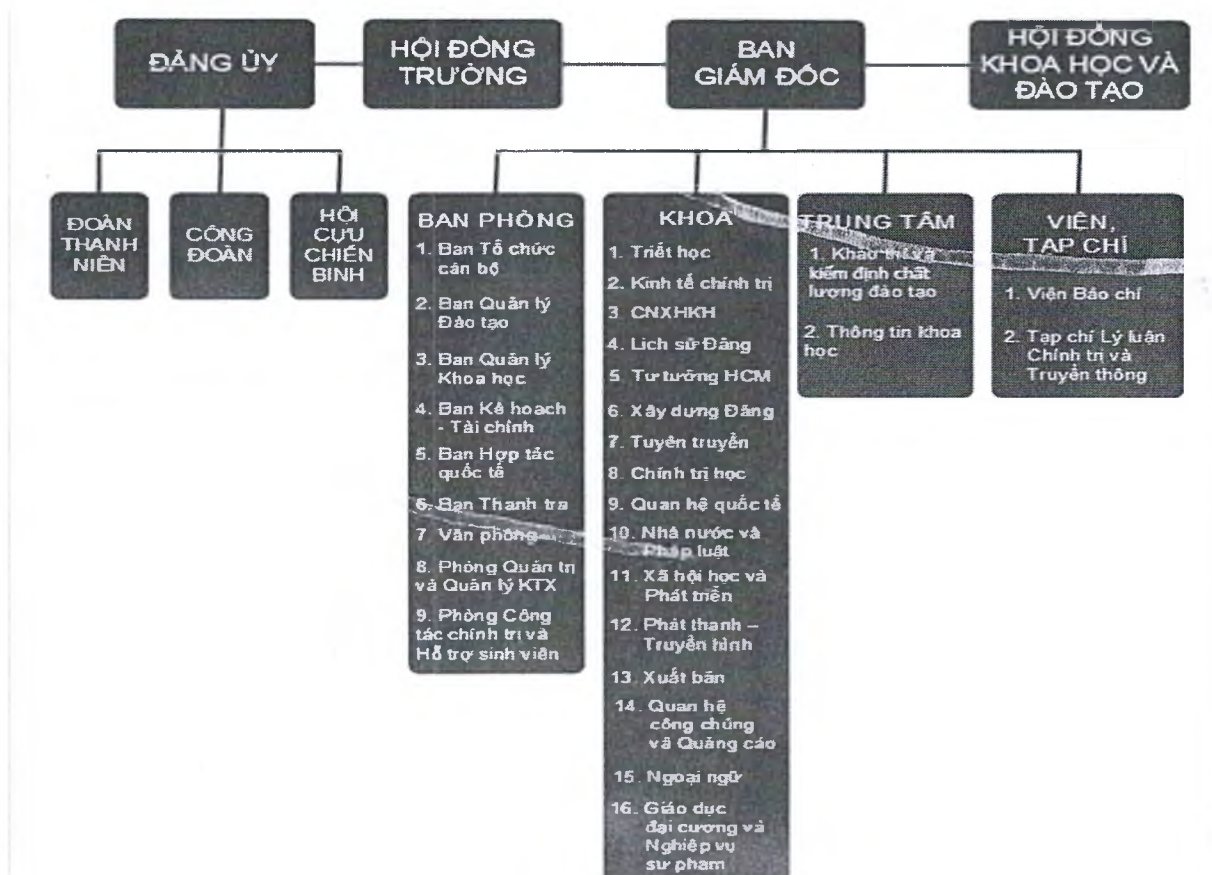 ĐẢNG ỦY
HỘI ĐỒNG
TRƯỜNG
BAN
GIÁM ĐỐC
HỘI ĐỒNG
KHOA HỌC VÀ
ĐÀO TẠO
ĐOÀN
THANH
NIÊN
CÔNG
ĐOÀN
HỘI
CỰU
CHIẾN
BINH
BAN PHÒNG
1. Ban Tổ chức
cán bộ
2. Ban Quản lý
Đào tạo
3. Ban Quản lý
Khoa học
4. Ban Kế hoạch
- Tài chính
5. Ban Hợp tác
quốc tế
6. Ban Thanh tra
7 Văn phòng
8. Phòng Quản trị
và Quản lý KTX
9. Phòng Công
tác chính trị và
Hỗ trợ sinh viên
KHOA
1. Triết học
2. Kinh tế chính trị
3 CNXHKH
4. Lịch sử Đảng
5 Tư tưởng HCM
6. Xây dựng Đảng
7. Tuyên truyền
8. Chính trị học
9. Quan hệ quốc tế
10. Nhà nước và
Pháp luật
11. Xã hội học và
Phát triển
12. Phát thanh –
Truyền hình
13. Xuất bản
14. Quan hệ
công chúng
và Quảng cáo
15. Ngoại ngữ
16. Giáo dục
đại cương và
Nghiệp vụ
sư phạm
TRUNG TÂM
1. Khảo thí và
kiểm định chất
lượng đào tạo
2. Thông tin khoa
học
VIỆN,
TẠP CHÍ
1. Viện Báo chí
2. Tạp chí Lý luận
Chính trị và
Truyền thông